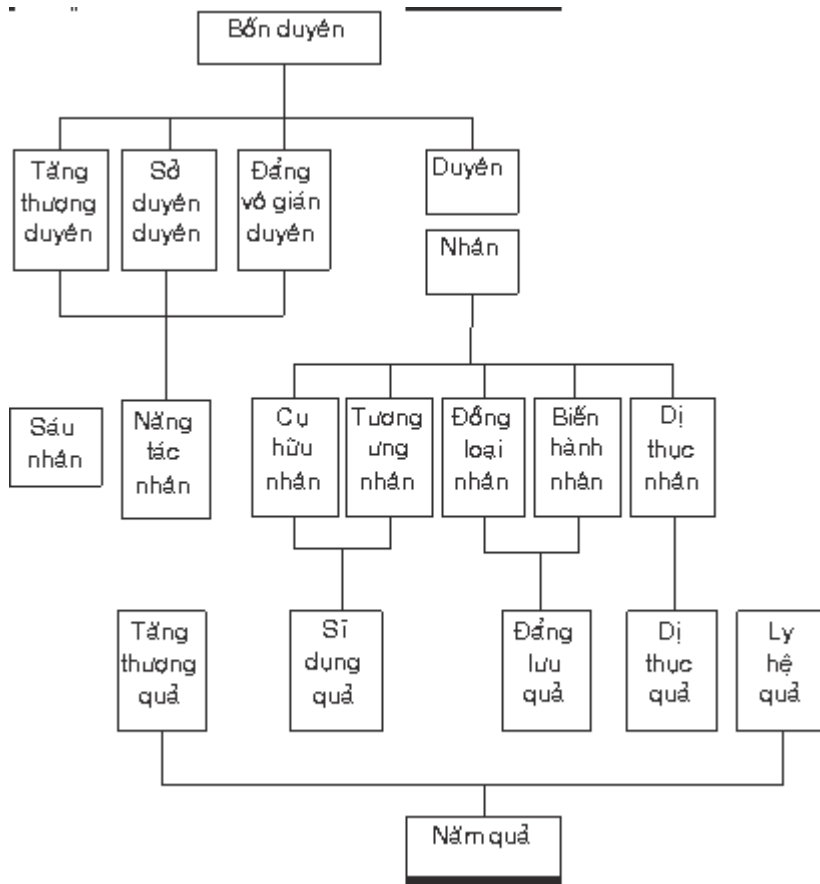 Bốn duyên
Tăng
thượng
duyên
Sở
duyên
duyên
Đẳng
vô gián
duyên
Duyên
Nhân
Sáu
nhân
Năng
tác
nhân
Cụ
hữu
nhân
Tương
ưng
nhân
Đồng
loại
nhân
Biến
hành
nhân
Dị
thục
nhân
Tăng
thượng
quả
Sĩ
dụng
quả
Đẳng
lưu
quả
Dị
thục
quả
Ly
hệ
quả
Năm quả